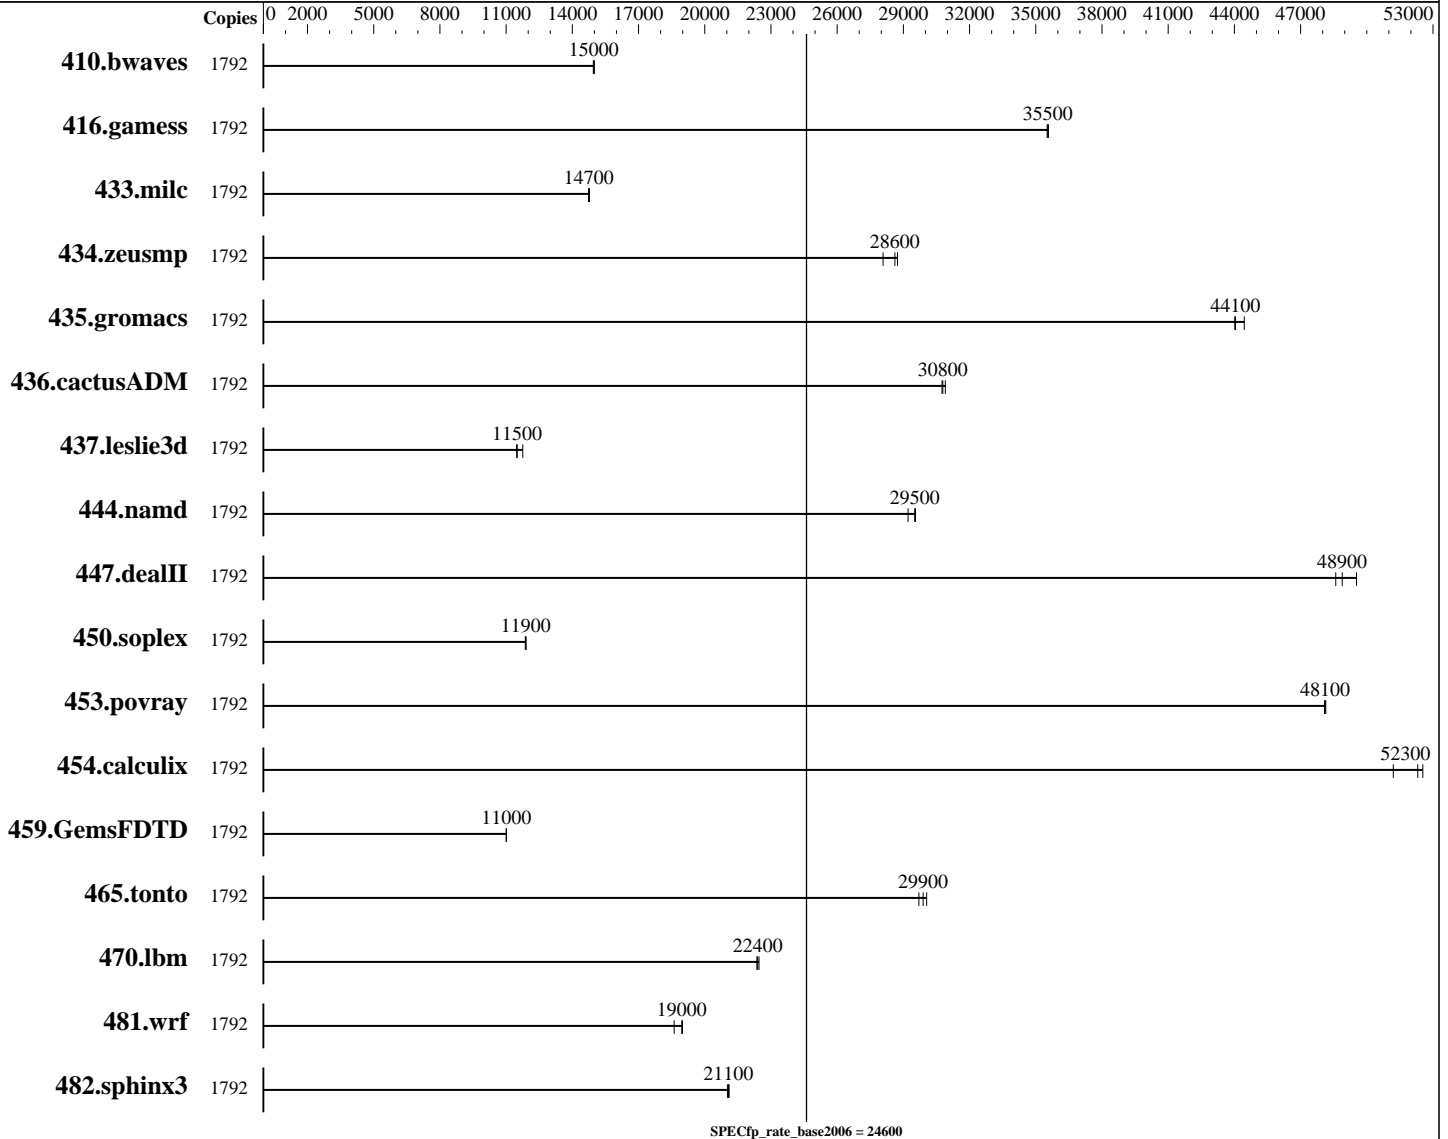 Copies 0 2000 5000 8000 11000 14000 17000 20000 23000 26000 29000 32000 35000 38000 41000 44000 47000 53000
15000
410.bwaves 1792
35500
416.gamess 1792
14700
433.milc 1792
28600
434.zeusmp 1792
44100
435.gromacs 1792
30800
436.cactusADM 1792
11500
437.leslie3d 1792
29500
444.namd 1792
48900
447.dealII 1792
11900
450.soplex 1792
48100
453.povray 1792
52300
454.calculix 1792
11000
459.GemsFDTD 1792
29900
465.tonto 1792
22400
470.lbm 1792
19000
481.wrf 1792
21100
482.sphinx3 1792
SPECfp_rate_base2006 = 24600